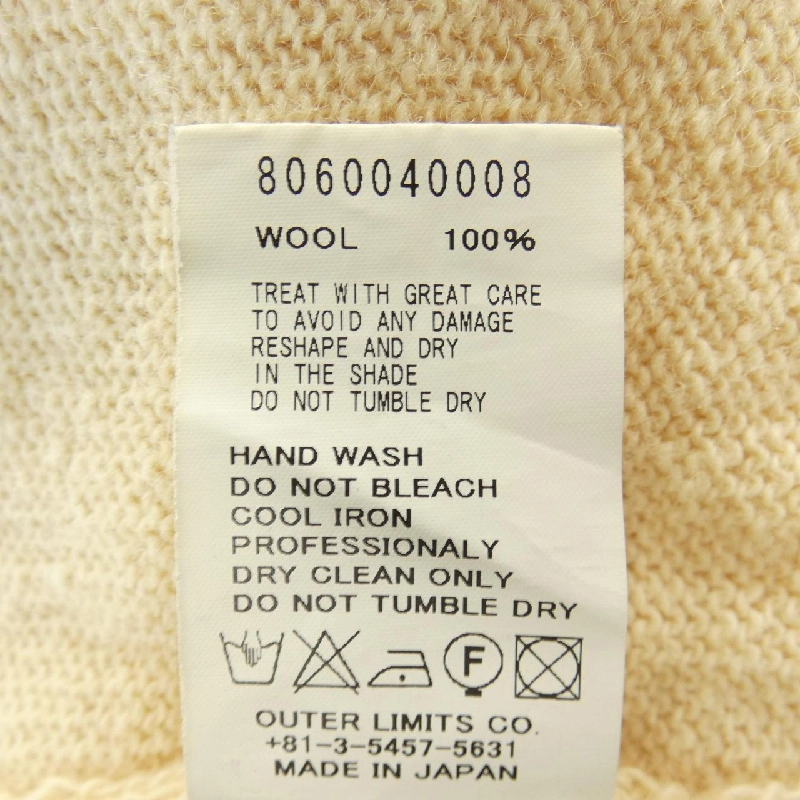 8060040008
WOOL 100%
TREAT WITH GREAT CARE
TO AVOID ANY DAMAGE
RESHAPE AND DRY
IN THE SHADE
DO NOT TUMBLE DRY
HAND WASH
DO NOT BLEACH
COOL IRON
PROFESSIONALY
DRY CLEAN ONLY
DO NOT TUMBLE DRY
F
OUTER LIMITS CO.
+81-3-5457-5631
MADE IN JAPAN